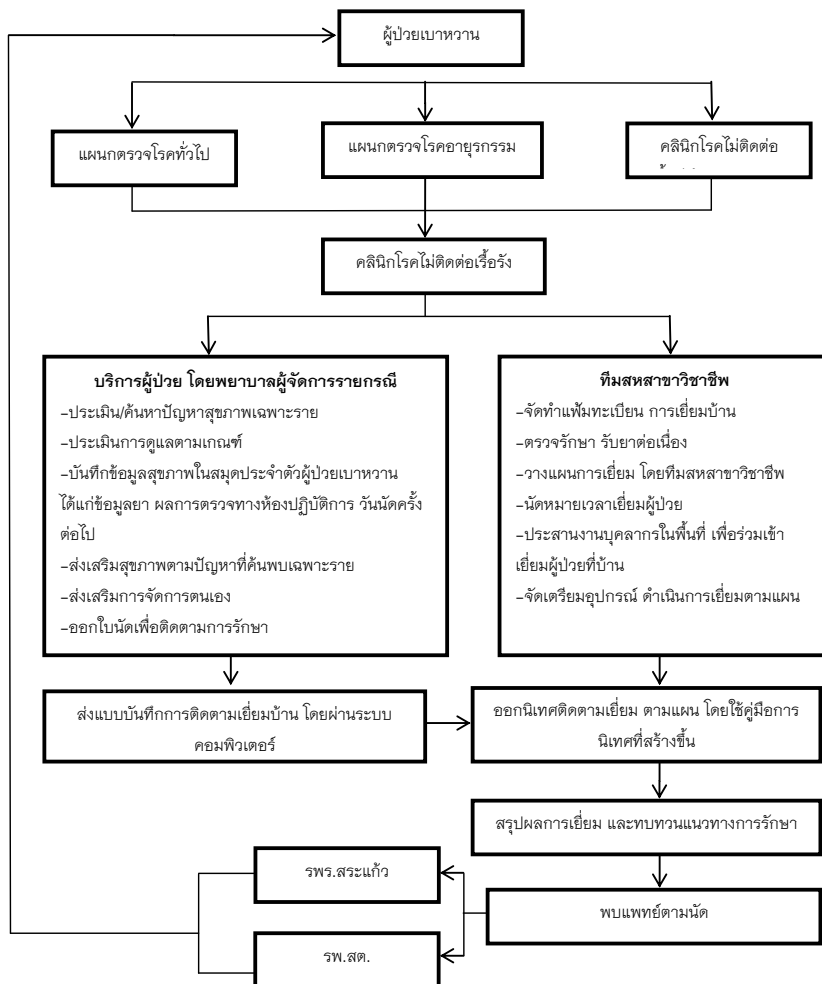 ผู้ป่วยเบาหวาน
แผนกตรวจโรคทั่วไป
แผนกตรวจโรคอายุรกรรม
คลินิกโรคไม่ติดต่อ
คลินิกโรคไม่ติดต่อเรื้อรัง
บริการผู้ป่วย โดยพยาบาลผู้จัดการรายกรณี
-ประเมิน/ค้นหาปัญหาสุขภาพเฉพาะราย
-ประเมินการดูแลตามเกณฑ์
-บันทึกข้อมูลสุขภาพในสมุดประจำตัวผู้ป่วยเบาหวาน
ได้แก่ข้อมูลยา ผลการตรวจทางห้องปฏิบัติการ วันนัดครั้ง
ต่อไป
-ส่งเสริมสุขภาพตามปัญหาที่ค้นพบเฉพาะราย
-ส่งเสริมการจัดการตนเอง
-ออกใบนัดเพื่อติดตามการรักษา
ทีมสหสาขาวิชาชีพ
-จัดทำแฟ้มทะเบียน การเยี่ยมบ้าน
-ตรวจรักษา รับยาต่อเนื่อง
-วางแผนการเยี่ยม โดยทีมสหสาขาวิชาชีพ
-นัดหมายเวลาเยี่ยมผู้ป่วย
-ประสานงานบุคลากรในพื้นที่ เพื่อร่วมเข้า
เยี่ยมผู้ป่วยที่บ้าน
-จัดเตรียมอุปกรณ์ ดำเนินการเยี่ยมตามแผน
ส่งแบบบันทึกการติดตามเยี่ยมบ้าน โดยผ่านระบบ
คอมพิวเตอร์
ออกนิเทศติดตามเยี่ยม ตามแผน โดยใช้คู่มือการ
นิเทศที่สร้างขึ้น
สรุปผลการเยี่ยม และทบทวนแนวทางการรักษา
รพร.สระแก้ว
พบแพทย์ตามนัด
รพ.สต.